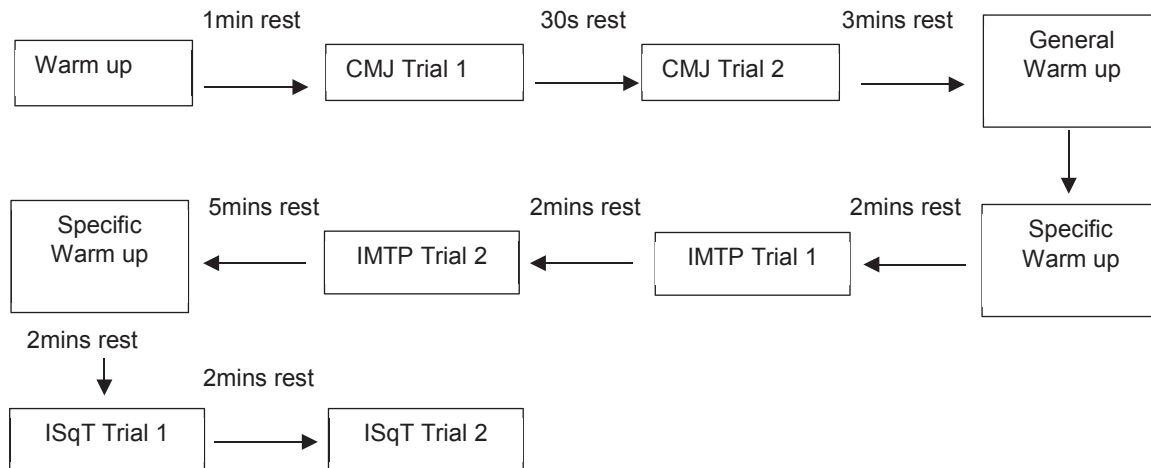 1min rest
30s rest
3mins rest
Warm up
CMJ Trial 1
CMJ Trial 2
General
Warm up
5mins rest
2mins rest
2mins rest
Specific
Warm up
IMTP Trial 2
IMTP Trial 1
Specific
Warm up
2mins rest
2mins rest
ISqT Trial 1
ISqT Trial 2